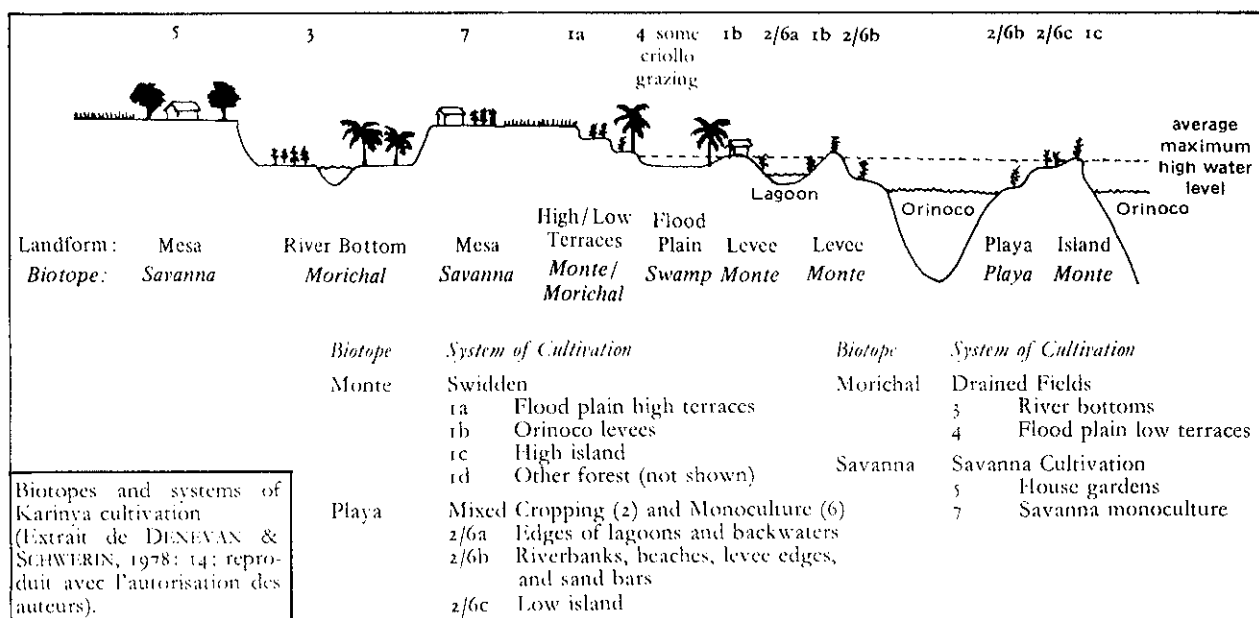 5 3 7 1a 4 some 1b 2/6a 1b 2/6b 2/6b 2/6c 1c
criollo
grazing
average
maximum
high water
level
Lagoon
Orinoco
Orinoco
Landform: Mesa River Bottom Mesa High/Low Terraces Flood Plain Levee Levee Playa Island
Biotope: Savanna Morichal Savanna Monte/Morichal Swamp Monte Monte Playa Monte
Biotope System of Cultivation
Monte Swidden
1a Flood plain high terraces
1b Orinoco levees
1c High island
1d Other forest (not shown)
Playa Mixed Cropping (2) and Monoculture (6)
2/6a Edges of lagoons and backwaters
2/6b Riverbanks, beaches, levee edges,
and sand bars
2/6c Low island
Biotope System of Cultivation
Morichal Drained Fields
3 River bottoms
4 Flood plain low terraces
Savanna Savanna Cultivation
5 House gardens
7 Savanna monoculture
Biotopes and systems of
Karinya cultivation
(Extrait de DENEVAN &
SCHWERIN, 1978: 14; repro-
duit avec l'autorisation des
auteurs).